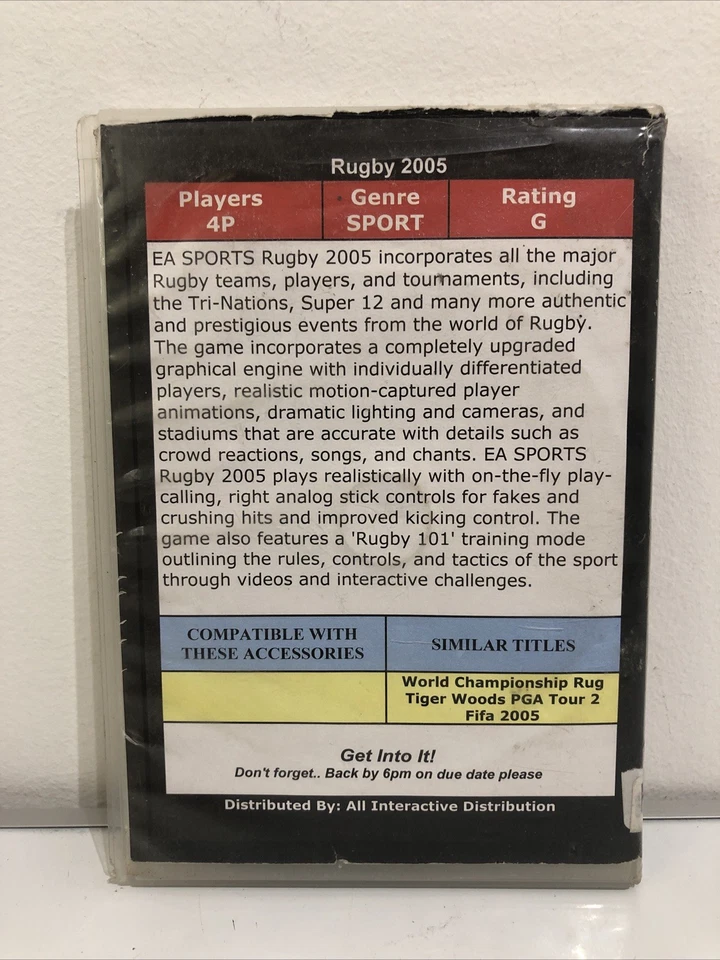 Rugby 2005
Players Genre Rating
4P SPORT G
EA SPORTS Rugby 2005 incorporates all the major
Rugby teams, players, and tournaments, including
the Tri-Nations, Super 12 and many more authentic
and prestigious events from the world of Rugby.
The game incorporates a completely upgraded
graphical engine with individually differentiated
players, realistic motion-captured player
animations, dramatic lighting and cameras, and
stadiums that are accurate with details such as
crowd reactions, songs, and chants. EA SPORTS
Rugby 2005 plays realistically with on-the-fly play-
calling, right analog stick controls for fakes and
crushing hits and improved kicking control. The
game also features a 'Rugby 101' training mode
outlining the rules, controls, and tactics of the sport
through videos and interactive challenges.
COMPATIBLE WITH
THESE ACCESSORIES
SIMILAR TITLES
World Championship Rug
Tiger Woods PGA Tour 2
Fifa 2005
Get Into It!
Don't forget.. Back by 6pm on due date please
Distributed By: All Interactive Distribution